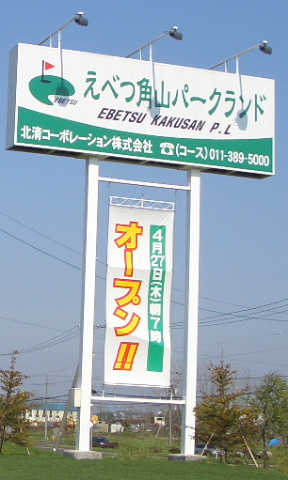 えべつ角山パークランド
EBETSU KAKUSAN P.L
EBETSU
北清コーポレーション株式会社 ☎(コース)011-389-5000
4月27日(木)朝7時
オープン!!